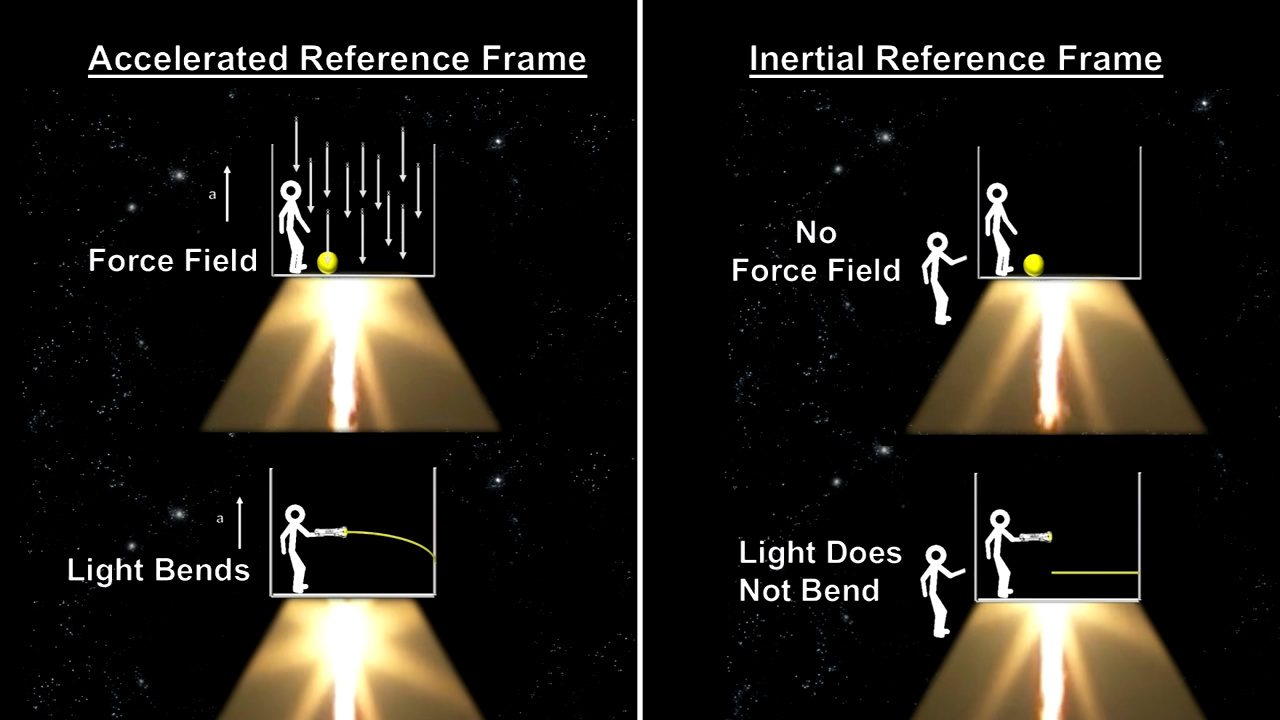 Accelerated Reference Frame
a
Force Field
a
Light Bends
Inertial Reference Frame
No
Force Field
Light Does
Not Bend